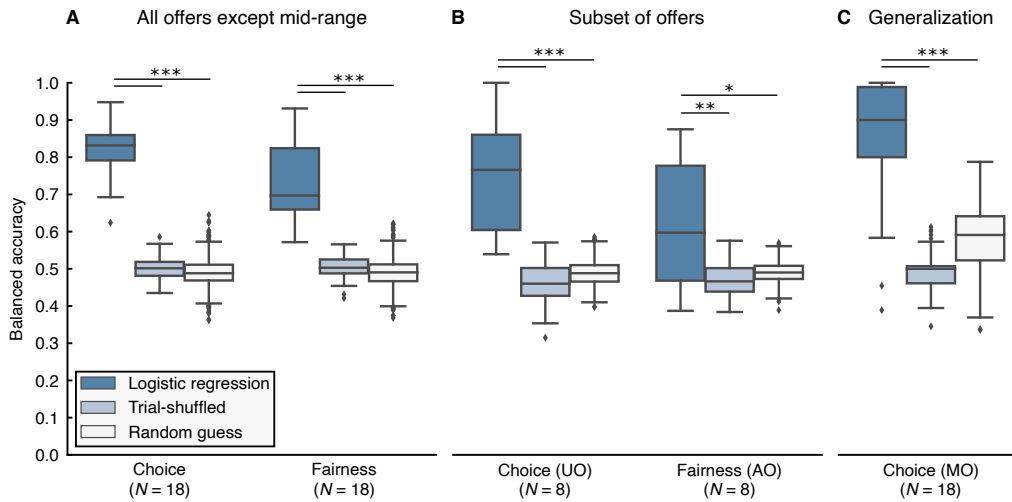 A All offers except mid-range
B Subset of offers
C Generalization
***
***
***
*
**
***
Balanced accuracy
1.0
0.9
0.8
0.7
0.6
0.5
0.4
0.3
0.2
0.1
0.0
Logistic regression
Trial-shuffled
Random guess
Choice
(N = 18)
Fairness
(N = 18)
Choice (UO)
(N = 8)
Fairness (AO)
(N = 8)
Choice (MO)
(N = 18)